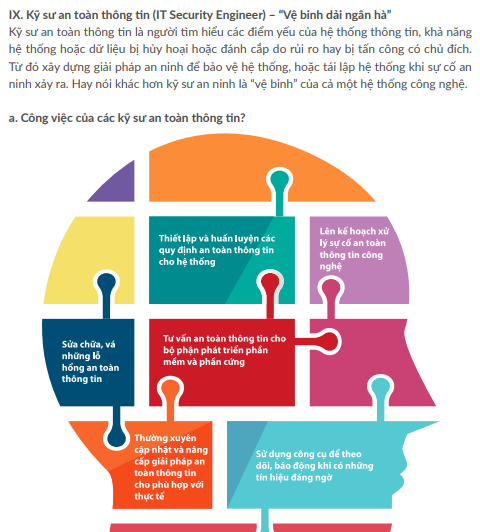 IX. Kỹ sư an toàn thông tin (IT Security Engineer) – “Vệ binh dải ngân hà”
Kỹ sư an toàn thông tin là người tìm hiểu các điểm yếu của hệ thống thông tin, khả năng
hệ thống hoặc dữ liệu bị hủy hoại hoặc đánh cắp do rủi ro hay bị tấn công có chủ đích.
Từ đó xây dựng giải pháp an ninh để bảo vệ hệ thống, hoặc tái lập hệ thống khi sự cố an
ninh xảy ra. Hay nói khác hơn kỹ sư an ninh là “vệ binh” của cả một hệ thống công nghệ.
a. Công việc của các kỹ sư an toàn thông tin?
Thiết lập và huấn luyện các
quy định an toàn thông tin
cho hệ thống
Lên kế hoạch xử
lý sự cố an toàn
thông tin công
nghệ
Sửa chữa, vá
những lỗ
hổng an toàn
thông tin
Tư vấn an toàn thông tin cho
bộ phận phát triển phần
mềm và phần cứng
Thường xuyên
cập nhật và nâng
cấp giải pháp an
toàn thông tin
cho phù hợp với
thực tế
Sử dụng công cụ để theo
dõi, báo động khi có những
tín hiệu đáng ngờ